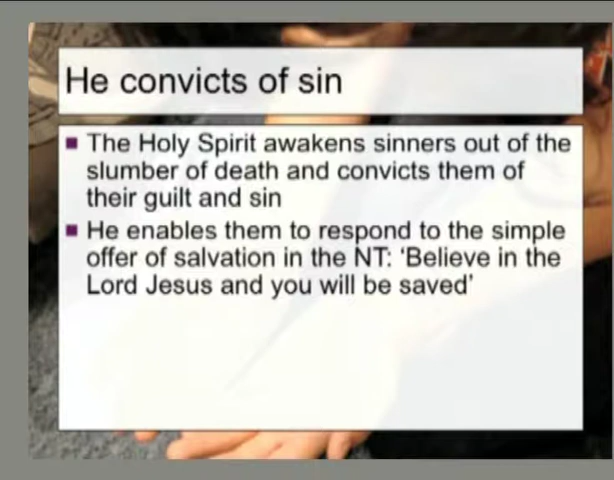 He convicts of sin
The Holy Spirit awakens sinners out of the
slumber of death and convicts them of
their guilt and sin
He enables them to respond to the simple
offer of salvation in the NT: ‘Believe in the
Lord Jesus and you will be saved’